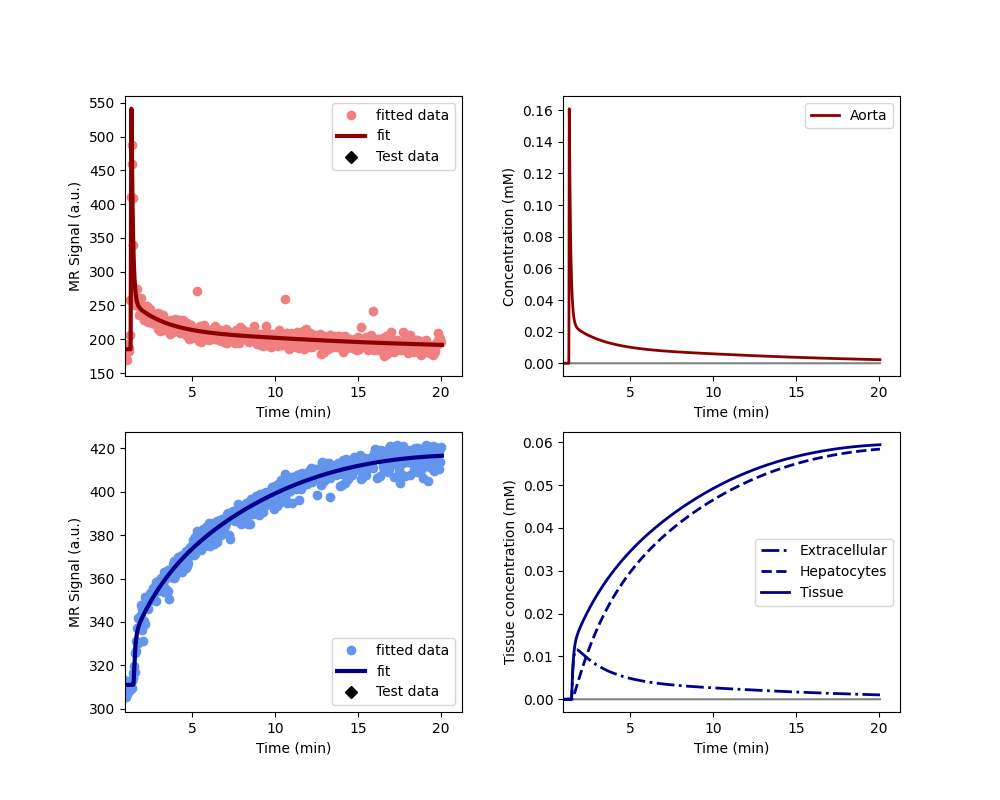 550
500
450
400
350
300
250
200
150
MR Signal (a.u.)
5
10
15
20
Time (min)
fitted data
fit
Test data
0.16
0.14
0.12
0.10
0.08
0.06
0.04
0.02
0.00
Concentration (mM)
5
10
15
20
Time (min)
Aorta
420
400
380
360
340
320
300
MR Signal (a.u.)
5
10
15
20
Time (min)
fitted data
fit
Test data
0.06
0.05
0.04
0.03
0.02
0.01
0.00
Tissue concentration (mM)
5
10
15
20
Time (min)
Extracellular
Hepatocytes
Tissue